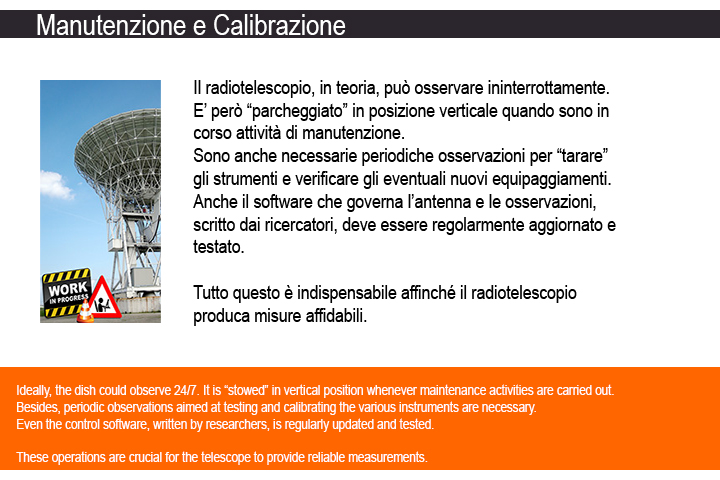 Manutenzione e Calibrazione
Il radiotelescopio, in teoria, può osservare ininterrottamente.
E' però “parcheggiato” in posizione verticale quando sono in
corso attività di manutenzione.
Sono anche necessarie periodiche osservazioni per “tarare”
gli strumenti e verificare gli eventuali nuovi equipaggiamenti.
Anche il software che governa l’antenna e le osservazioni,
scritto dai ricercatori, deve essere regolarmente aggiornato e
testato.
Tutto questo è indispensabile affinché il radiotelescopio
produca misure affidabili.
WORK
IN PROGRESS
Ideally, the dish could observe 24/7. It is “stowed” in vertical position whenever maintenance activities are carried out.
Besides, periodic observations aimed at testing and calibrating the various instruments are necessary.
Even the control software, written by researchers, is regularly updated and tested.
These operations are crucial for the telescope to provide reliable measurements.